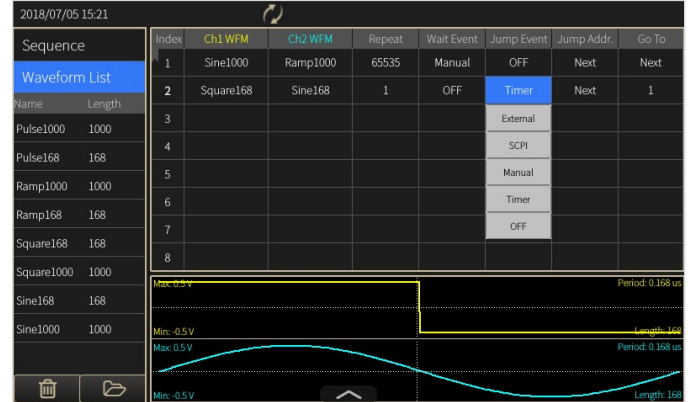 2018/07/05 15:21
Sequence
Waveform List
Name Length
Pulse1000 1000
Pulse168 168
Ramp1000 1000
Ramp168 168
Square168 168
Square1000 1000
Sine168 168
Sine1000 1000
Index Ch1 WFM Ch2 WFM Repeat Wait Event Jump Event Jump Addr. Go To
1 Sine1000 Ramp1000 65535 Manual OFF Next Next
2 Square168 Sine168 1 OFF Timer Next 1
3 External
4 SCPI
5 Manual
6 Timer
7 OFF
8
Max: 0.5 V Period: 0.168 us
Min: -0.5 V Length: 168
Max: 0.5 V Period: 0.168 us
Min: -0.5 V Length: 168